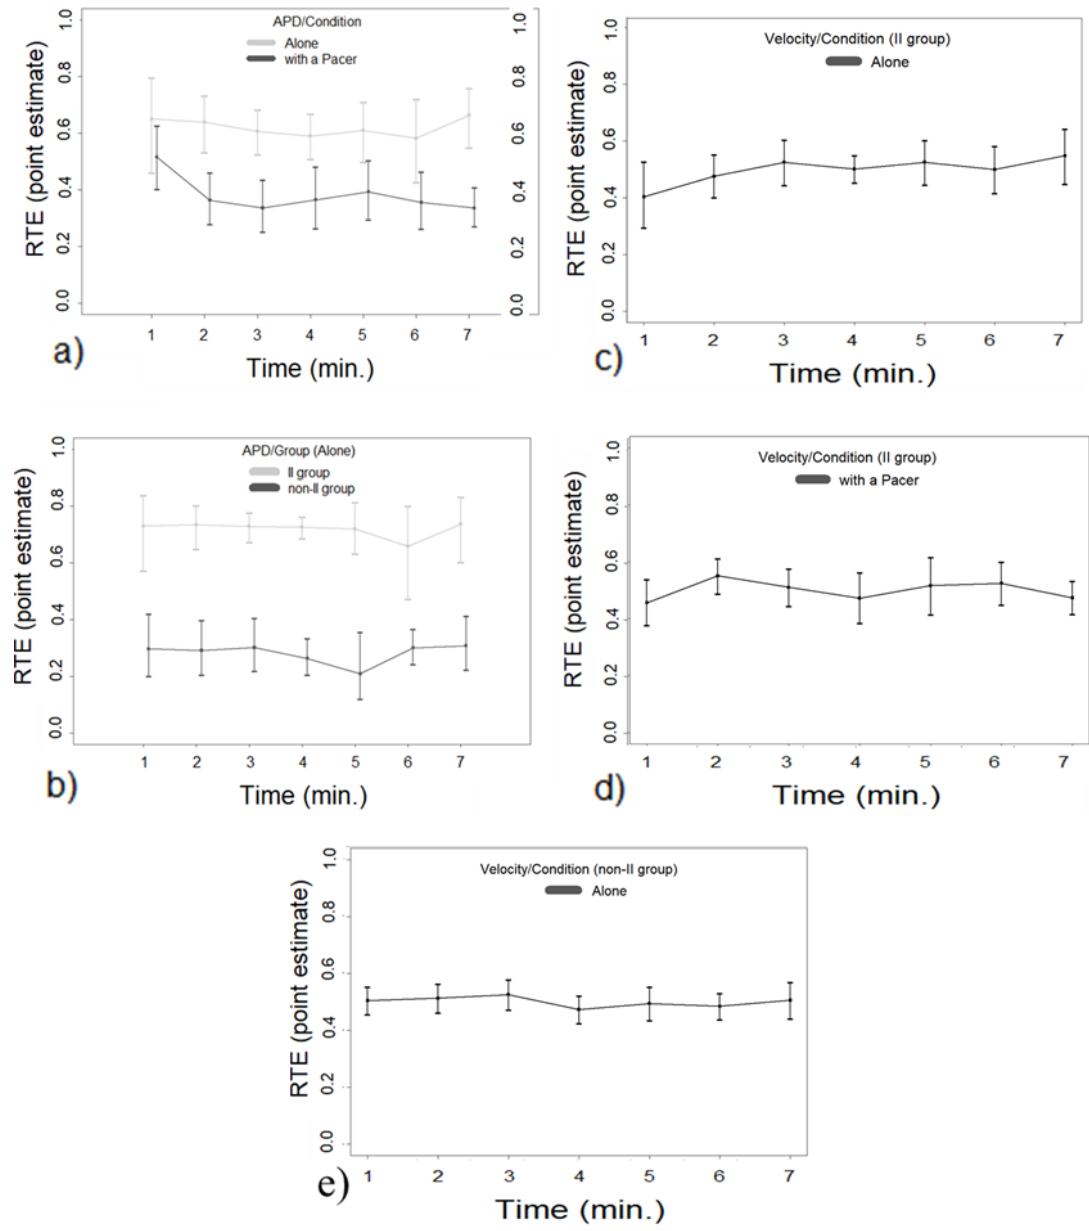 APD/Condition
Alone
with a Pacer
RTE (point estimate)
0.0
0.2
0.4
0.6
0.8
1.0
0.0
0.2
0.4
0.6
0.8
1.0
1 2 3 4 5 6 7
Time (min.)
a)
Velocity/Condition (II group)
Alone
RTE (point estimate)
0.0
0.2
0.4
0.6
0.8
1.0
1 2 3 4 5 6 7
Time (min.)
c)
APD/Group (Alone)
II group
non-II group
RTE (point estimate)
0.0
0.2
0.4
0.6
0.8
1.0
1 2 3 4 5 6 7
Time (min.)
b)
Velocity/Condition (II group)
with a Pacer
RTE (point estimate)
0.0
0.2
0.4
0.6
0.8
1.0
1 2 3 4 5 6 7
Time (min.)
d)
Velocity/Condition (non-II group)
Alone
RTE (point estimate)
0.0
0.2
0.4
0.6
0.8
1.0
1 2 3 4 5 6 7
Time (min.)
e)